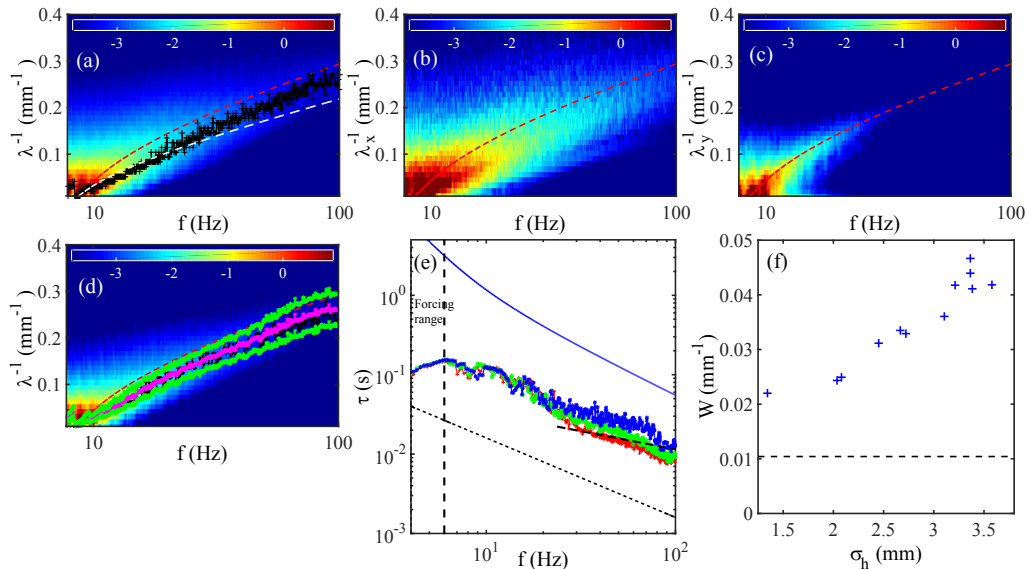 -3 -2 -1 0
(a)
0.4
0.3
0.2
0.1
λ⁻¹ (mm⁻¹)
10 100
f (Hz)
-3 -2 -1 0
(b)
0.4
0.3
0.2
0.1
λₓ⁻¹ (mm⁻¹)
10 100
f (Hz)
-3 -2 -1 0
(c)
0.4
0.3
0.2
0.1
λᵧ⁻¹ (mm⁻¹)
10 100
f (Hz)
-3 -2 -1 0
(d)
0.4
0.3
0.2
0.1
λ⁻¹ (mm⁻¹)
10 100
f (Hz)
(e)
10⁰
10⁻¹
10⁻²
10⁻³
τ (s)
Forcing
range
10¹ 10²
f (Hz)
(f)
0.05
0.04
0.03
0.02
0.01
0
W (mm⁻¹)
1.5 2 2.5 3 3.5
σₕ (mm)